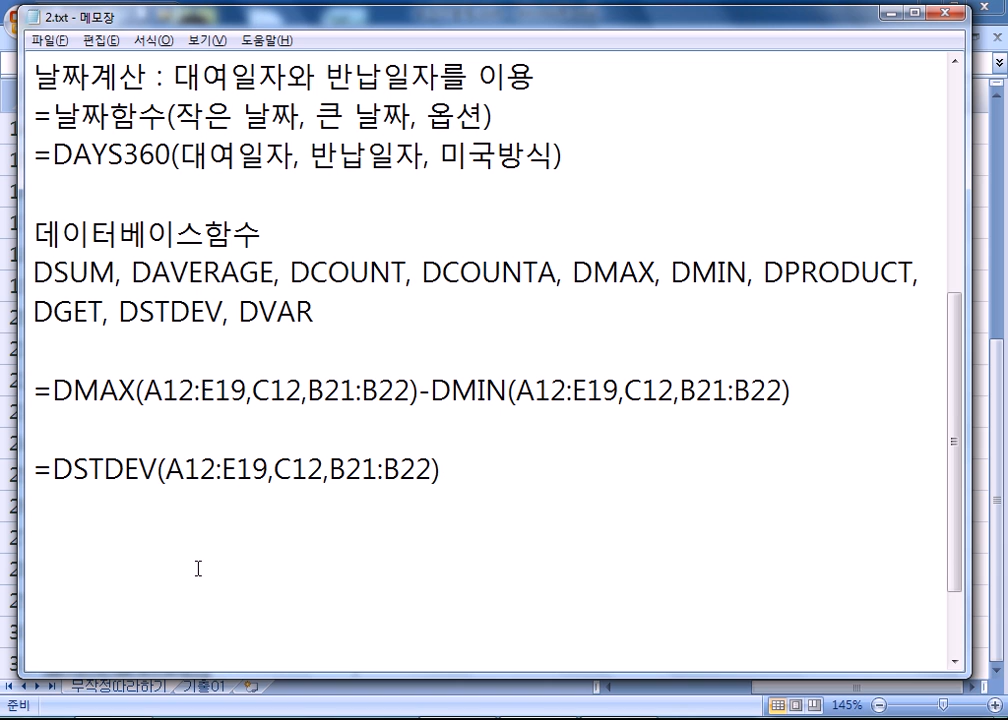 2.txt - 메모장
파일(F) 편집(E) 서식(O) 보기(V) 도움말(H)
날짜계산 : 대여일자와 반납일자를 이용
=날짜함수(작은 날짜, 큰 날짜, 옵션)
=DAYS360(대여일자, 반납일자, 미국방식)
데이터베이스함수
DSUM, DAVERAGE, DCOUNT, DCOUNTA, DMAX, DMIN, DPRODUCT,
DGET, DSTDEV, DVAR
=DMAX(A12:E19,C12,B21:B22)-DMIN(A12:E19,C12,B21:B22)
=DSTDEV(A12:E19,C12,B21:B22)
무작정따라하기 기출01
준비 145%